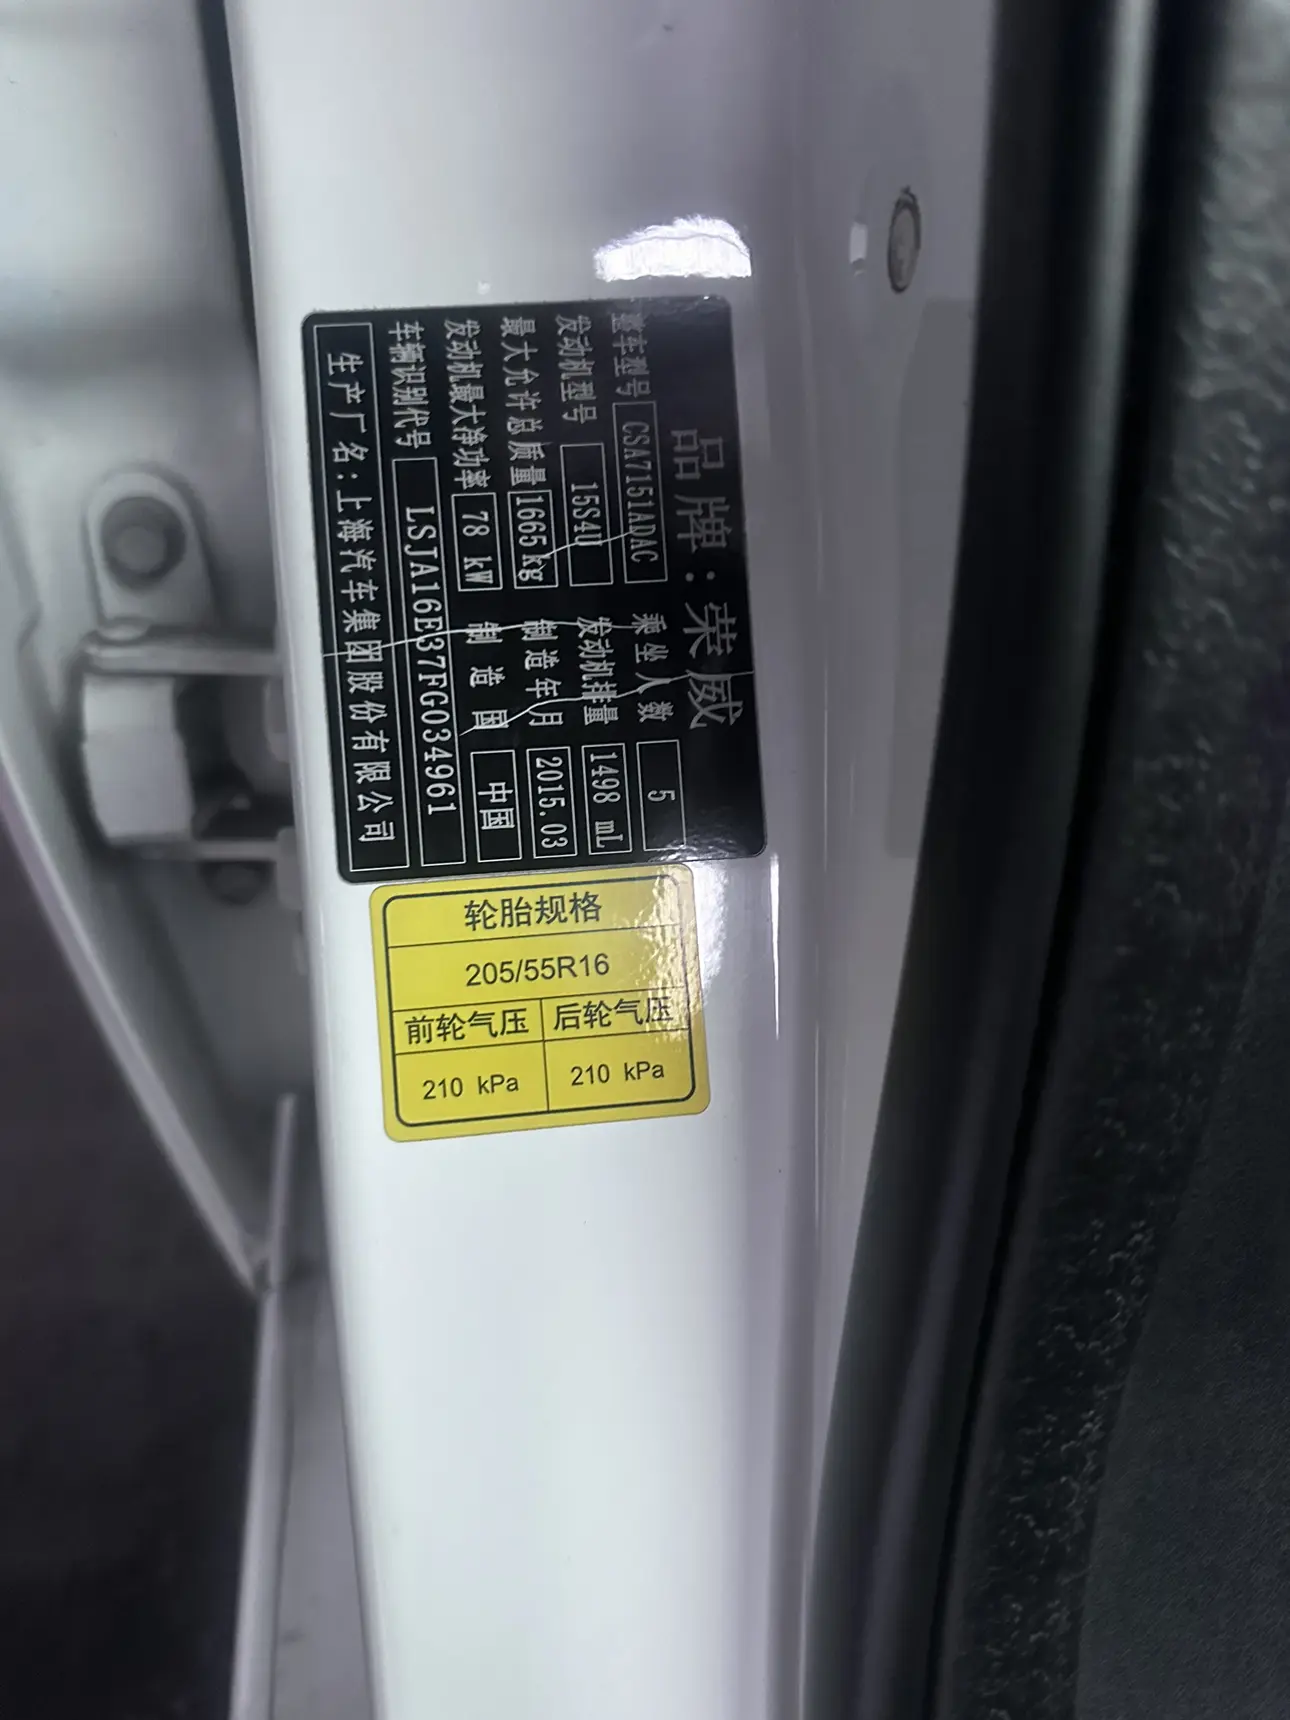 品牌:荣威
整车型号 CSA7151ADAC 乘坐人数 5
发动机型号 15S4U 发动机排量 1498 mL
最大允许总质量 1665 kg 制造年月 2015.03
发动机最大净功率 78 kW 制造国 中国
车辆识别代号 LSJA16E37FG034961
生产厂名:上海汽车集团股份有限公司
轮胎规格
205/55R16
前轮气压 后轮气压
210 kPa 210 kPa